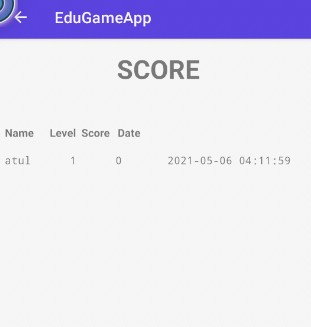 EduGameApp
SCORE
Name Level Score Date
atul 1 0 2021-05-06 04:11:59